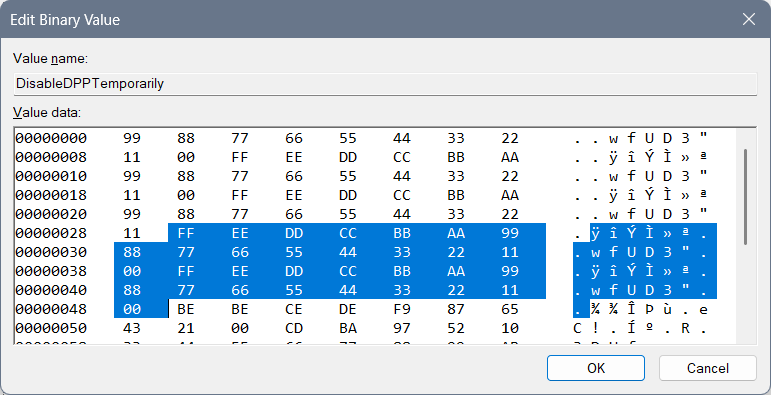 Edit Binary Value
Value name:
DisableDPPTemporarily
Value data:
00000000 99 88 77 66 55 44 33 22 . . w f U D 3 "
00000008 11 00 FF EE DD CC BB AA . . ÿ î Ý Ì » ª
00000010 99 88 77 66 55 44 33 22 . . w f U D 3 "
00000018 11 00 FF EE DD CC BB AA . . ÿ î Ý Ì » ª
00000020 99 88 77 66 55 44 33 22 . . w f U D 3 "
00000028 11 FF EE DD CC BB AA 99 . ÿ î Ý Ì » ª .
00000030 88 77 66 55 44 33 22 11 . w f U D 3 " .
00000038 00 FF EE DD CC BB AA 99 . ÿ î Ý Ì » ª .
00000040 88 77 66 55 44 33 22 11 . w f U D 3 " .
00000048 00 BE BE CE DE F9 87 65 . ¾ ¾ Î Þ ù . e
00000050 43 21 00 CD BA 97 52 10 C ! . Í º . R .
OK Cancel